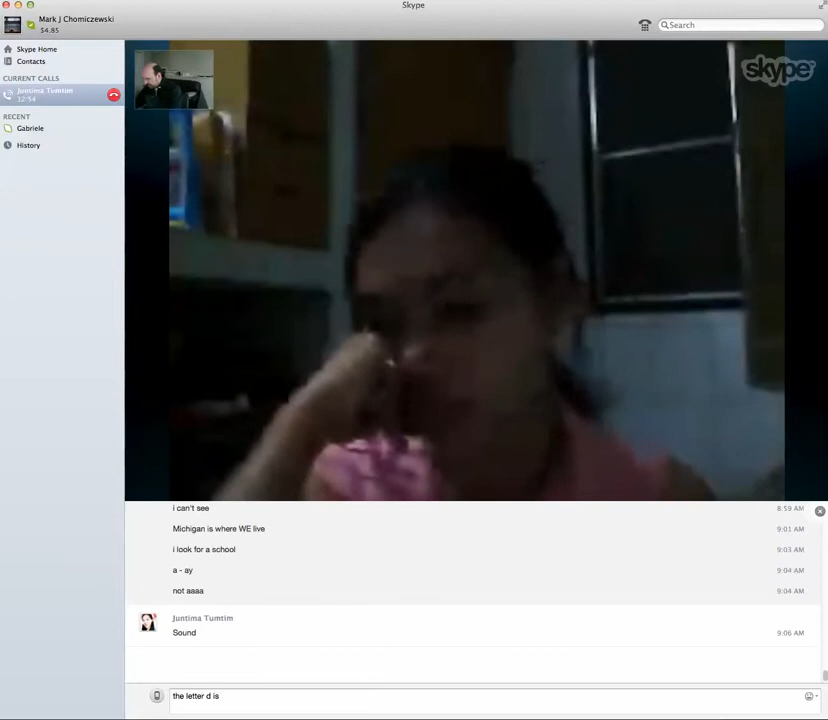 Skype
Mark J Chomiczewski
$4.85
Search
Skype Home
Contacts
CURRENT CALLS
Juntima Tumtim
12:54
RECENT
Gabriele
History
skype
i can't see
8:59 AM
Michigan is where WE live
9:01 AM
i look for a school
9:03 AM
a - ay
9:04 AM
not aaaa
9:04 AM
Juntima Tumtim
Sound
9:06 AM
the letter d is